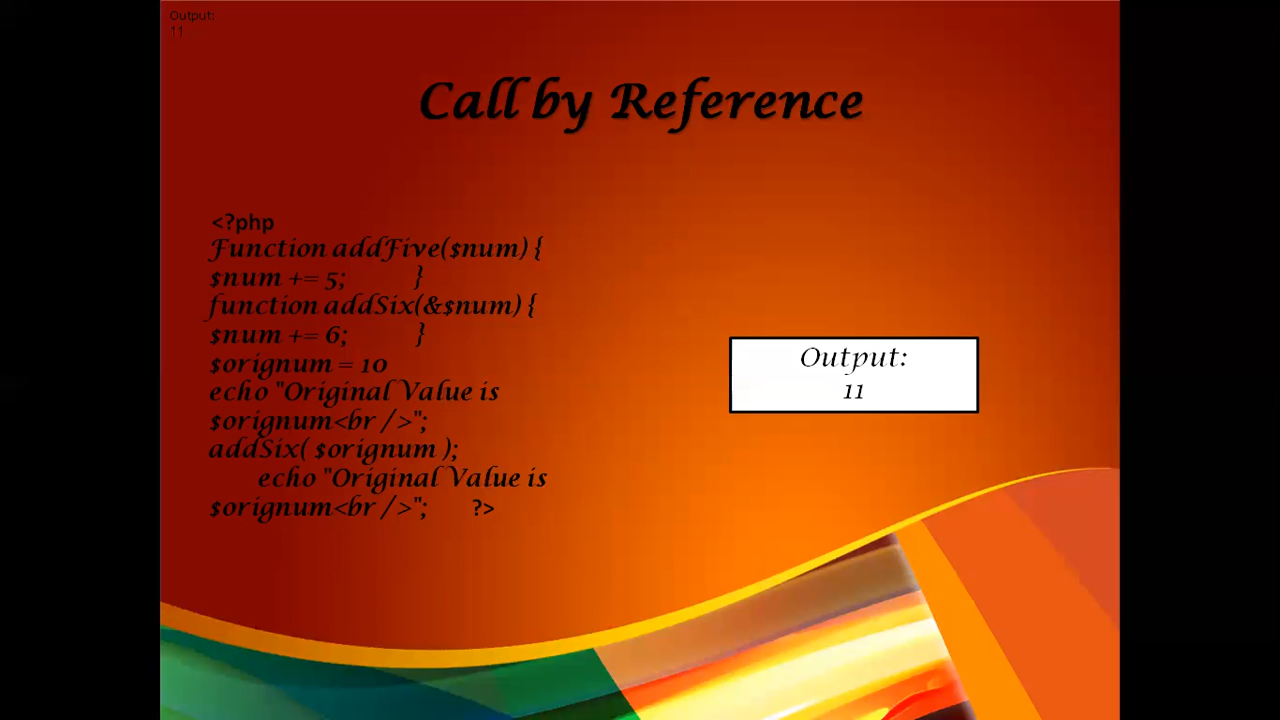 Output:
11
Call by Reference
<?php
Function addFive($num) {
$num += 5;          }
function addSix(&$num) {
$num += 6;          }
$orignum = 10
echo "Original Value is
$orignum<br />";
addSix( $orignum );
echo "Original Value is
$orignum<br />";      ?>
Output:
11